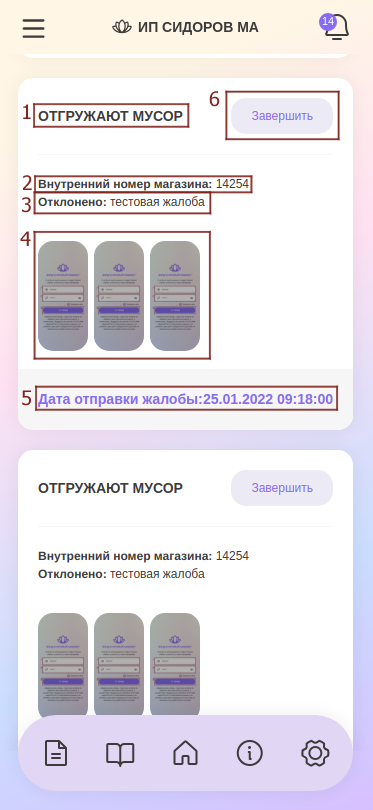 ИП СИДОРОВ МА
14
6
1 ОТГРУЖАЮТ МУСОР
Завершить
2 Внутренний номер магазина: 14254
3 Отклонено: тестовая жалоба
4
5 Дата отправки жалобы:25.01.2022 09:18:00
ОТГРУЖАЮТ МУСОР
Завершить
Внутренний номер магазина: 14254
Отклонено: тестовая жалоба